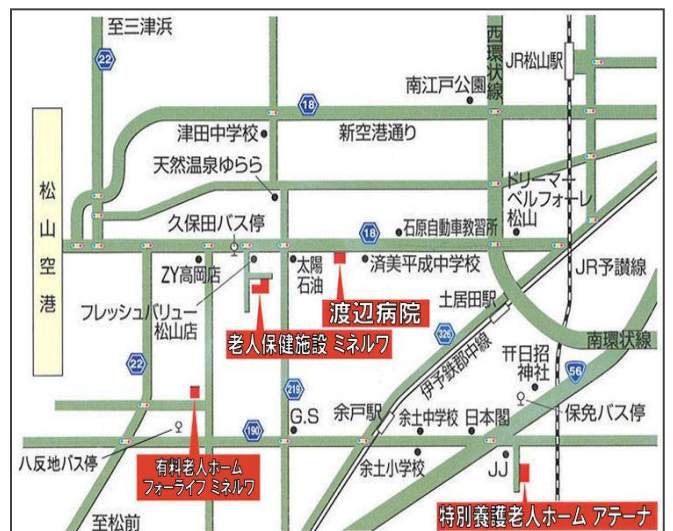 至三津浜
22
西環状線
JR松山駅
南江戸公園
18
新空港通り
津田中学校
天然温泉ゆらら
ドリーマー
ベルフォーレ
松山
松山空港
久保田バス停
18
石原自動車教習所
ZY高岡店
太陽
石油
済美平成中学校
JR予讃線
フレッシュバリュー
松山店
渡辺病院
土居田駅
老人保健施設 ミネルワ
326
伊予鉄郡中線
南環状線
22
日招
神社
56
219
G.S
余戸駅
余土中学校
日本閣
保免バス停
190
八反地バス停
有料老人ホーム
フォーライフ ミネルワ
余土小学校
JJ
特別養護老人ホーム アテーナ
至松前